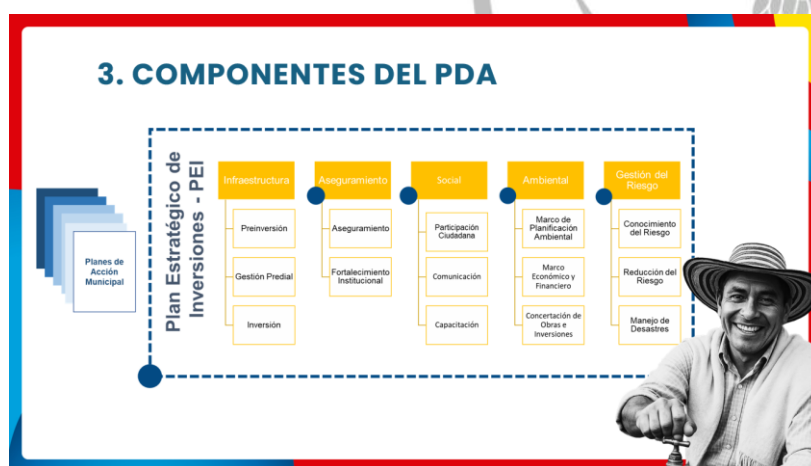 3. COMPONENTES DEL PDA
Planes de
Acción
Municipal
Plan Estratégico de
Inversiones - PEI
Infraestructura
Preinversión
Gestión Predial
Inversión
Aseguramiento
Aseguramiento
Fortalecimiento
Institucional
Social
Participación
Ciudadana
Comunicación
Capacitación
Ambiental
Marco de
Planificación
Ambiental
Marco
Económico y
Financiero
Concertación de
Obras e
Inversiones
Gestión del
Riesgo
Conocimiento
del Riesgo
Reducción del
Riesgo
Manejo de
Desastres